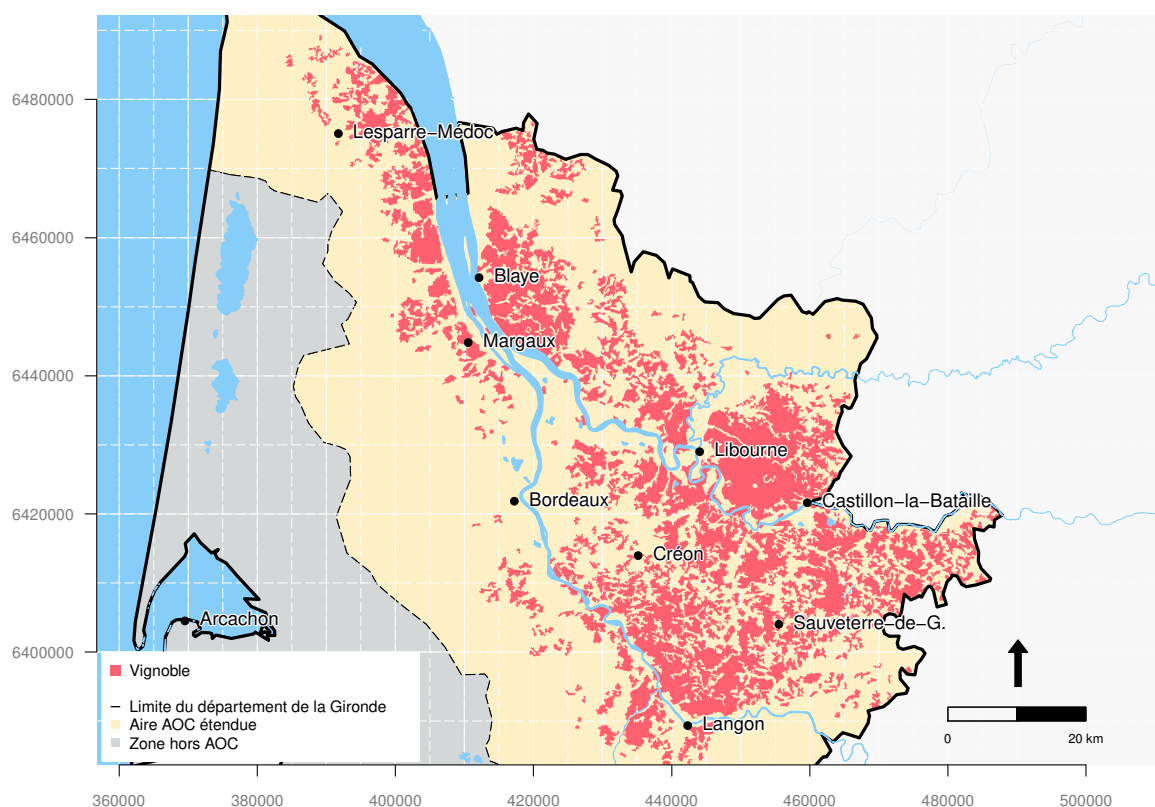 6480000
Lesparre−Médoc
6460000
Blaye
Margaux
6440000
Libourne
Bordeaux
Castillon−la−Bataille
6420000
Créon
Arcachon
Sauveterre−de−G.
6400000
Vignoble
Limite du département de la Gironde
Aire AOC étendue
Zone hors AOC
Langon
0
20 km
360000
380000
400000
420000
440000
460000
480000
500000